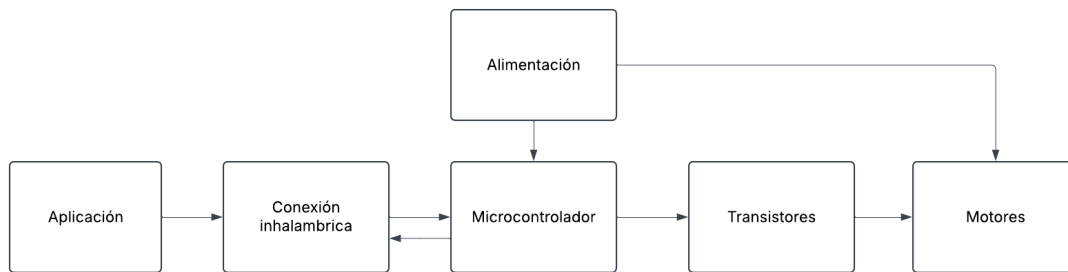 Alimentación
Aplicación
Conexión
inhalambrica
Microcontrolador
Transistores
Motores